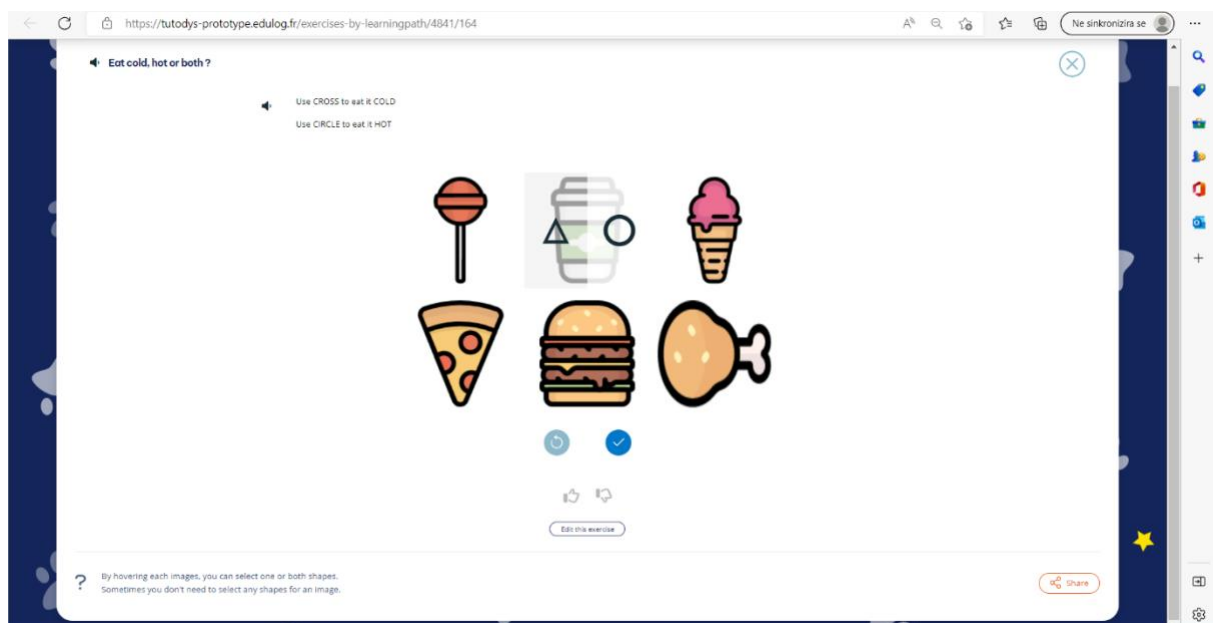 https://tutodys-prototype.edulog.fr/exercises-by-learningpath/4841/164
Ne sinkronizira se
Eat cold, hot or both ?
Use CROSS to eat it COLD
Use CIRCLE to eat it HOT
Edit this exercise
By hovering each images, you can select one or both shapes.
Sometimes you don't need to select any shapes for an image.
Share